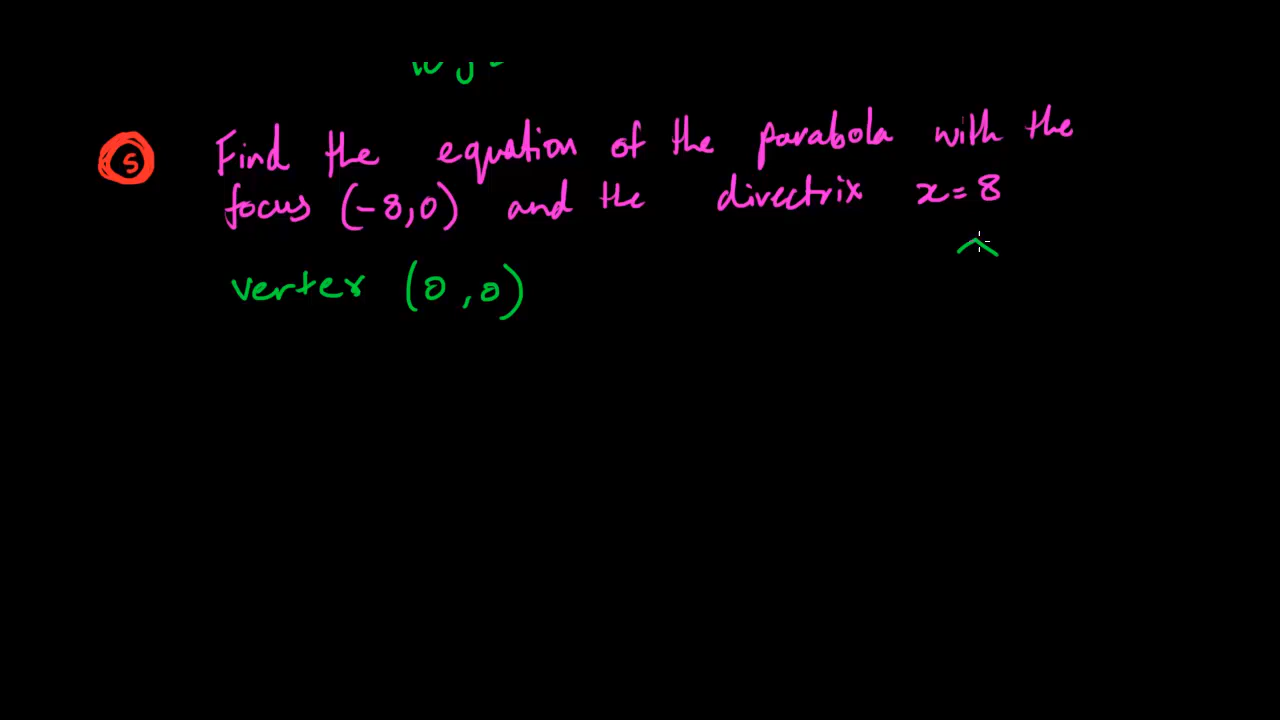 5 Find the equation of the parabola with the
focus (-8,0) and the directrix x=8
vertex (0,0)